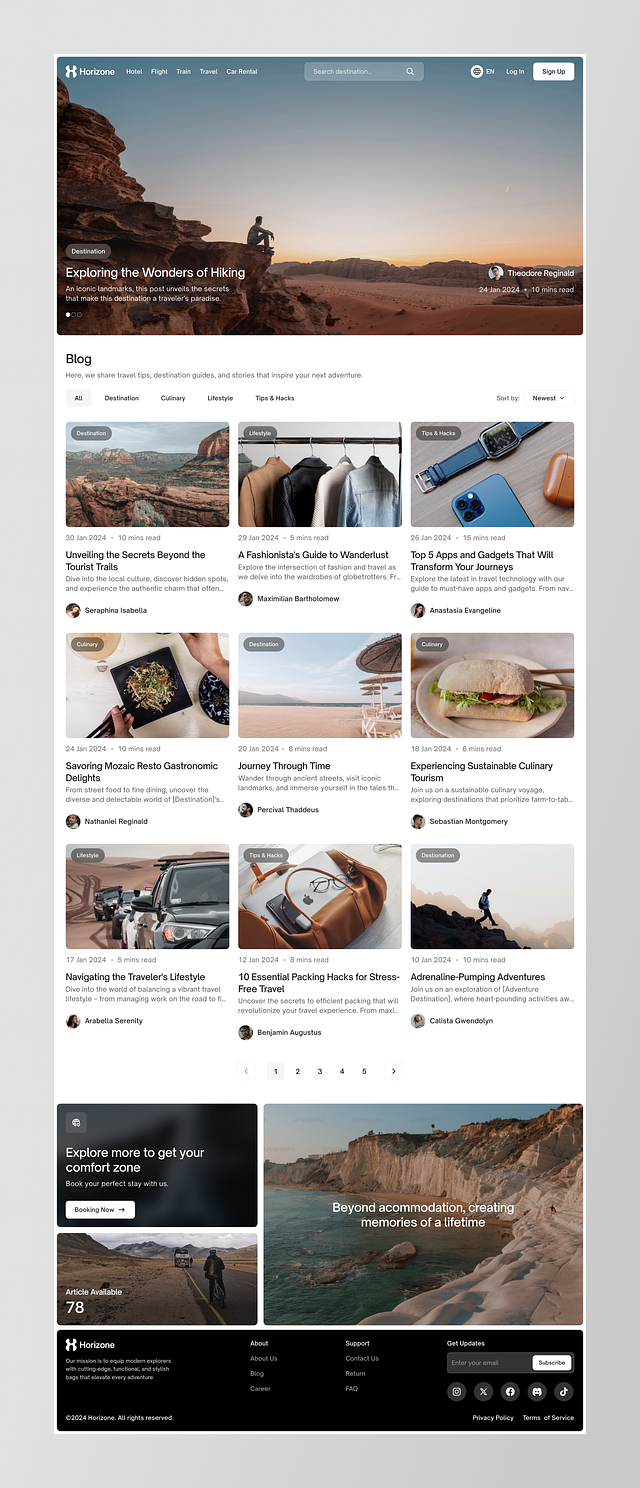 Horizone
Hotel
Flight
Train
Travel
Car Rental
Search destination...
EN
Log In
Sign Up
Destination
Exploring the Wonders of Hiking
An iconic landmarks, this post unveils the secrets
that make this destination a traveler's paradise.
Theodore Reginald
24 Jan 2024 • 10 mins read
Blog
Here, we share travel tips, destination guides, and stories that inspire your next adventure.
All
Destination
Culinary
Lifestyle
Tips & Hacks
Sort by:
Newest
Destination
30 Jan 2024 • 10 mins read
Unveiling the Secrets Beyond the
Tourist Trails
Dive into the local culture, discover hidden spots,
and experience the authentic charm that often...
Seraphina Isabella
Lifestyle
29 Jan 2024 • 5 mins read
A Fashionista's Guide to Wanderlust
Explore the intersection of fashion and travel as
we delve into the wardrobes of globetrotters. Fr...
Maximilian Bartholomew
Tips & Hacks
26 Jan 2024 • 15 mins read
Top 5 Apps and Gadgets That Will
Transform Your Journeys
Explore the latest in travel technology with our
guide to must-have apps and gadgets. From nav...
Anastasia Evangeline
Culinary
24 Jan 2024 • 10 mins read
Savoring Mozaic Resto Gastronomic
Delights
From street food to fine dining, uncover the
diverse and delectable world of [Destination]'s...
Nathaniel Reginald
Destination
20 Jan 2024 • 8 mins read
Journey Through Time
Wander through ancient streets, visit iconic
landmarks, and immerse yourself in the tales th...
Percival Thaddeus
Culinary
18 Jan 2024 • 6 mins read
Experiencing Sustainable Culinary
Tourism
Join us on a sustainable culinary voyage,
exploring destinations that prioritize farm-to-tab...
Sebastian Montgomery
Lifestyle
17 Jan 2024 • 5 mins read
Navigating the Traveler's Lifestyle
Dive into the world of balancing a vibrant travel
lifestyle – from managing work on the road to fi...
Arabella Serenity
Tips & Hacks
12 Jan 2024 • 8 mins read
10 Essential Packing Hacks for Stress-
Free Travel
Uncover the secrets to efficient packing that will
revolutionize your travel experience. From maxi...
Benjamin Augustus
Destionation
10 Jan 2024 • 10 mins read
Adrenaline-Pumping Adventures
Join us on an exploration of [Adventure
Destination], where heart-pounding activities aw...
Calista Gwendolyn
1 2 3 4 5
Explore more to get your
comfort zone
Book your perfect stay with us.
Booking Now
Article Available
78
Beyond acommodation, creating
memories of a lifetime
Horizone
Our mission is to equip modern explorers
with cutting-edge, functional, and stylish
bags that elevate every adventure.
About
About Us
Blog
Career
Support
Contact Us
Return
FAQ
Get Updates
Enter your email
Subscribe
©2024 Horizone. All rights reserved.
Privacy Policy
Terms of Service